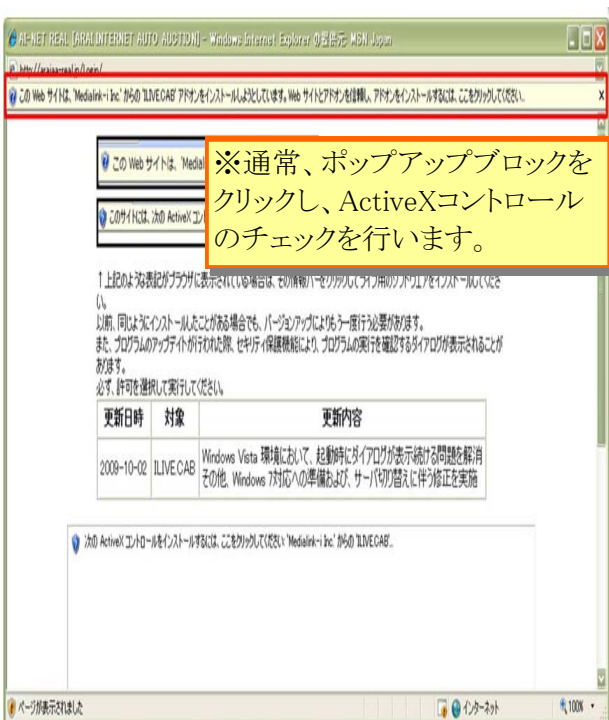 AI-NET REAL [ARAI INTERNET AUTO AUCTION] - Windows Internet Explorer の提供元: MSN Japan
このWeb サイトは、'Medialink-i Inc.' からの 'ILIVE.CAB' アドオンをインストールしようとしています。Web サイトとアドオンを信頼し、アドオンをインストールするには、ここをクリックしてください...
このWeb サイトは、'Medial
このサイトには、次の ActiveX コン
※通常、ポップアップブロックを
クリックし、ActiveXコントロール
のチェックを行います。
↑上記のような表記がブラウザに表示されている場合は、その情報バーをクリックしてライブ用のソフトウェアをインストールしてくださ
い。
以前、同じようにインストールしたことがある場合でも、バージョンアップによりもう一度行う必要があります。
また、プログラムのアップデイトが行われた際、セキュリティ保護機能により、プログラムの実行を確認するダイアログが表示されることが
あります。
必ず、許可を選択して実行してください。
更新日時 対象 更新内容
2009-10-02 ILIVE.CAB
Windows Vista 環境において、起動時にダイアログが表示続ける問題を解消
その他、Windows 7対応への準備および、サーバ切り替えに伴う修正を実施
次の ActiveX コントロールをインストールするには、ここをクリックしてください: 'Medialink-i Inc.' からの 'ILIVE.CAB'...
ページが表示されました インターネット 100%